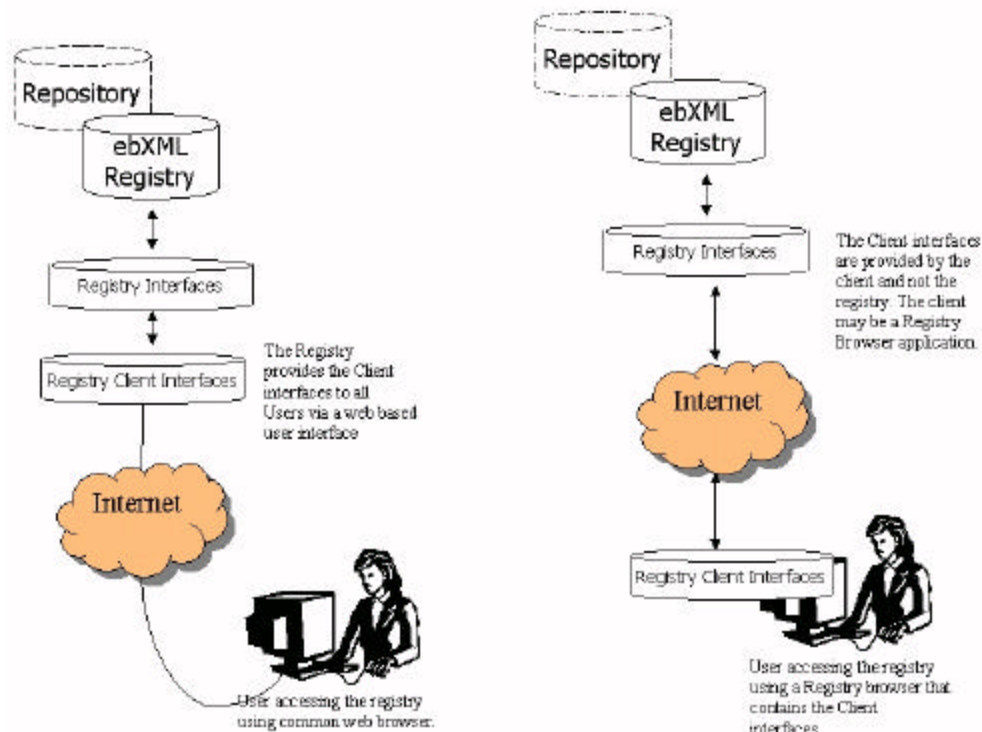 Repository
ebXML
Registry
Registry Interfaces
Registry Client Interfaces
The Registry
provides the Client
interfaces to all
Users via a web based
user interface
Internet
User accessing the registry
using common web browser.
Repository
ebXML
Registry
Registry Interfaces
The Client interfaces
are provided by the
client and not the
registry. The client
may be a Registry
Browser application.
Internet
Registry Client Interfaces
User accessing the registry
using a Registry browser that
contains the Client
interfaces